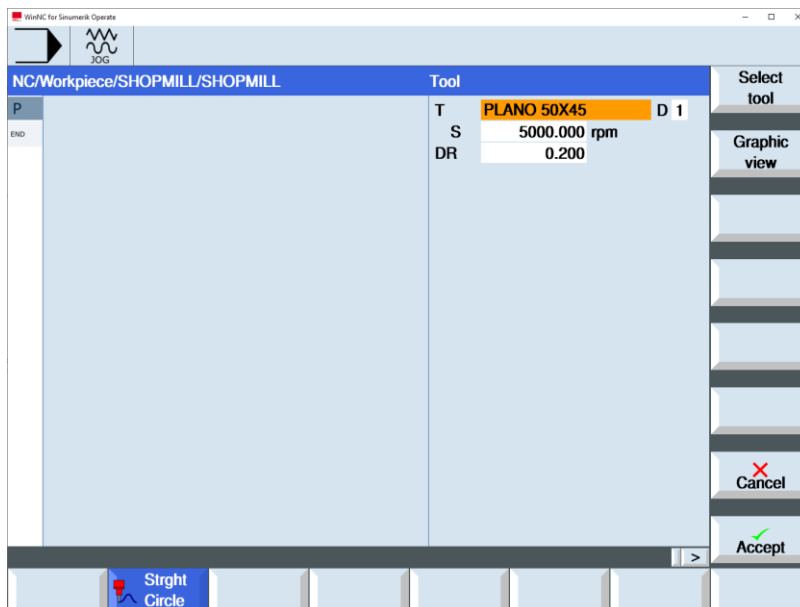 WinNC for Sinumerik Operate
JOG
NC/Workpiece/SHOPMILL/SHOPMILL
Tool
Select
tool
P
T PLANO 50X45 D 1
END
S 5000.000 rpm
DR 0.200
Graphic
view
Cancel
Accept
>
Strght
Circle